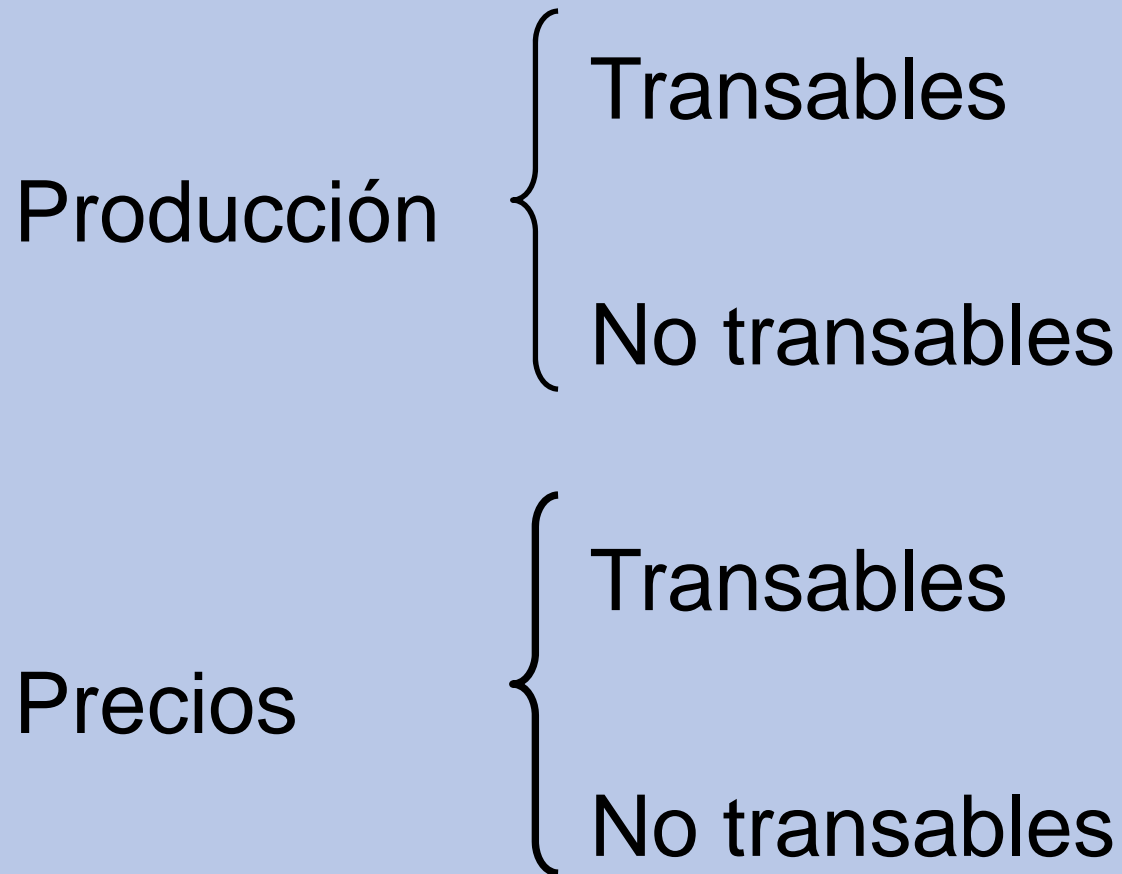 Transables
Producción
No transables
Transables
Precios
No transables